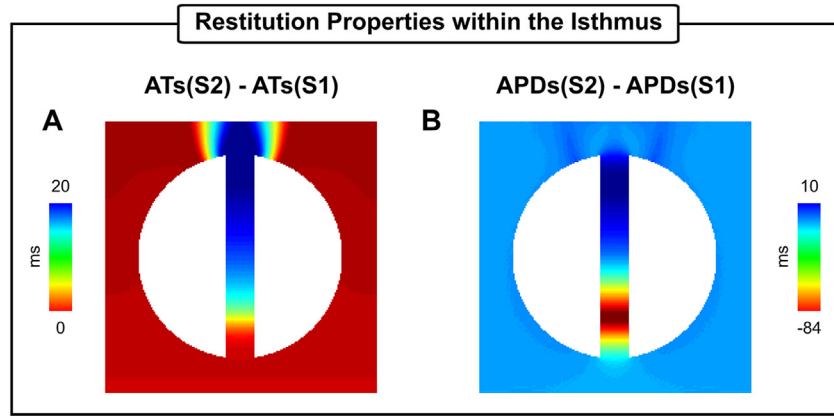 Restitution Properties within the Isthmus
ATs(S2) - ATs(S1)
APDs(S2) - APDs(S1)
A
B
20
ms
0
10
ms
-84